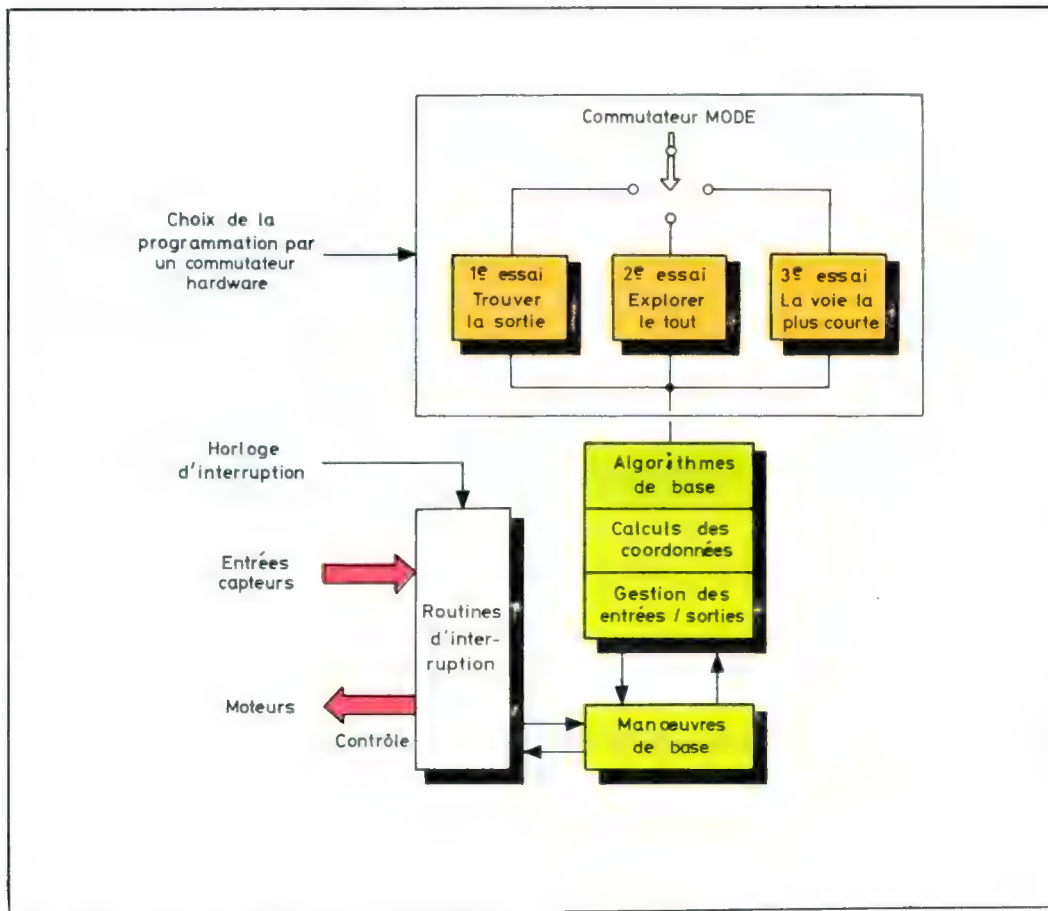 Commutateur MODE
Choix de la
programmation par
un commutateur
hardware
1e essai
Trouver
la sortie
2e essai
Explorer
le tout
3e essai
La voie la
plus courte
Horloge
d'interruption
Algorithmes
de base
Calculs des
coordonnées
Gestion des
entrées / sorties
Entrées
capteurs
Routines
d'inter-
ruption
Moteurs
Contrôle
Manœuvres
de base